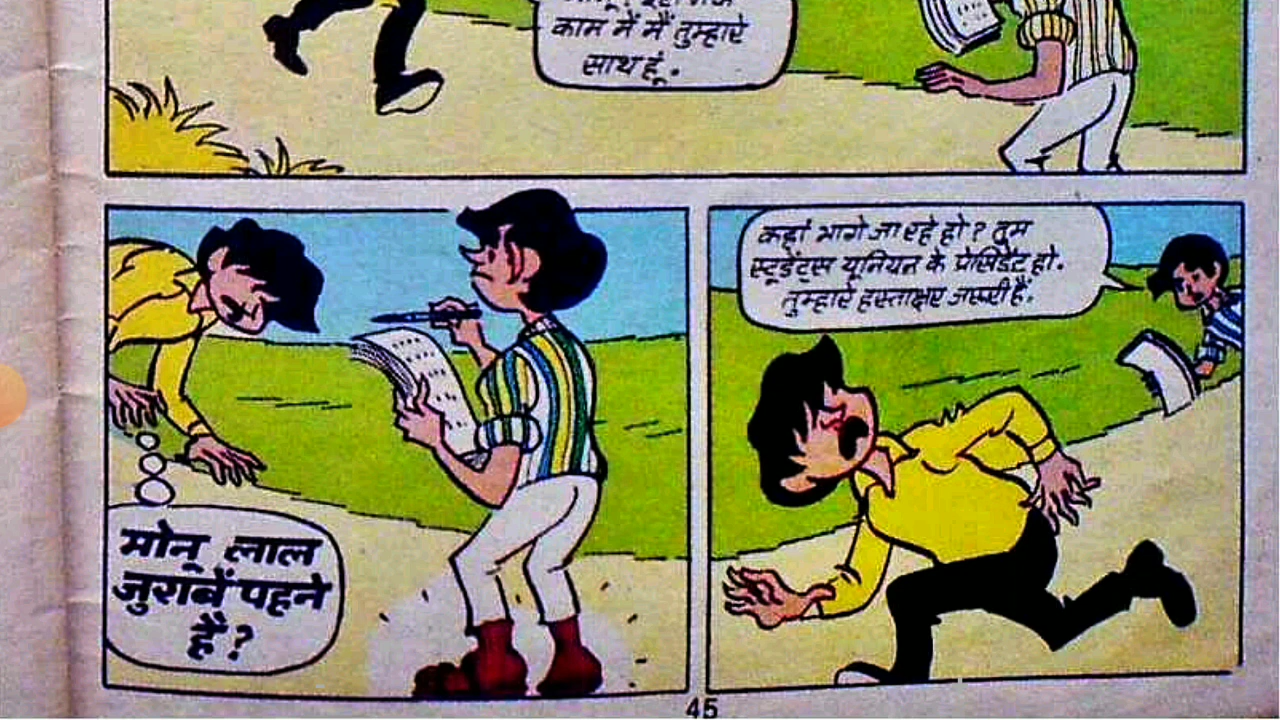 काम में मैं तुम्हारे
साथ हूं.
मोनू लाल
जुराबें पहने
है?
कहां भागे जा रहे हो? तुम
स्टूडेंट्स यूनियन के प्रेसिडेंट हो.
तुम्हारे हस्ताक्षर जरूरी हैं.
45